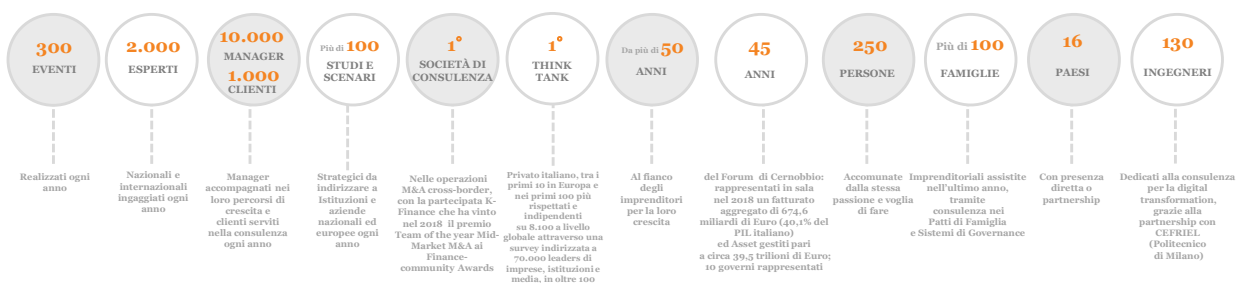 300
EVENTI
Realizzati ogni
anno
2.000
ESPERTI
Nazionali e
internazionali
ingaggiati ogni
anno
10.000
MANAGER
1.000
CLIENTI
Manager
accompagnati nei
loro percorsi di
crescita e
clienti serviti
nella consulenza
ogni anno
Più di 100
STUDI E
SCENARI
Strategici da
indirizzare a
Istituzioni e
aziende
nazionali ed
europee ogni
anno
1°
SOCIETÀ DI
CONSULENZA
Nelle operazioni
M&A cross-border,
con la partecipata K-
Finance che ha vinto
nel 2018 il premio
Team of the year Mid-
Market M&A ai
Finance-
community Awards
1°
THINK
TANK
Privato italiano, tra i
primi 10 in Europa e
nei primi 100 più
rispettati e
indipendenti
su 8.100 a livello
globale attraverso una
survey indirizzata a
70.000 leaders di
imprese, istituzioni e
media, in oltre 100
Da più di 50
ANNI
Al fianco
degli
imprenditori
per la loro
crescita
45
ANNI
del Forum di Cernobbio:
rappresentati in sala
nel 2018 un fatturato
aggregato di 674,6
miliardi di Euro (40,1% del
PIL italiano)
ed Asset gestiti pari
a circa 39,5 trilioni di Euro;
10 governi rappresentati
250
PERSONE
Accomunate
dalla stessa
passione e voglia
di fare
Più di 100
FAMIGLIE
Imprenditoriali assistite
nell'ultimo anno,
tramite
consulenza nei
Patti di Famiglia
e Sistemi di Governance
16
PAESI
Con presenza
diretta o
partnership
130
INGEGNERI
Dedicati alla consulenza
per la digital
transformation,
grazie alla
partnership con
CEFRIEL
(Politecnico
di Milano)